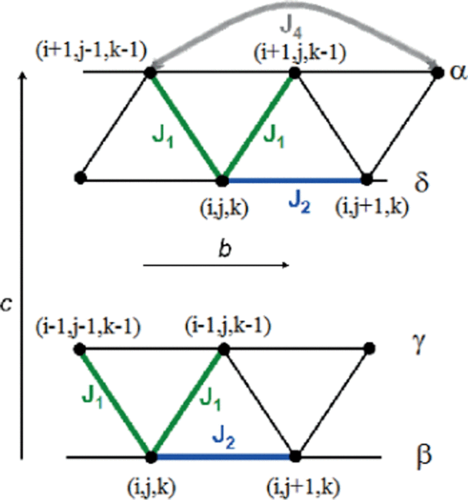 J4
(i+1,j-1,k-1) (i+1,j,k-1) α
J1 J1
δ
(i,j,k) J2 (i,j+1,k)
b
c
(i-1,j-1,k-1) (i-1,j,k-1) γ
J1 J1
J2 β
(i,j,k) (i,j+1,k)